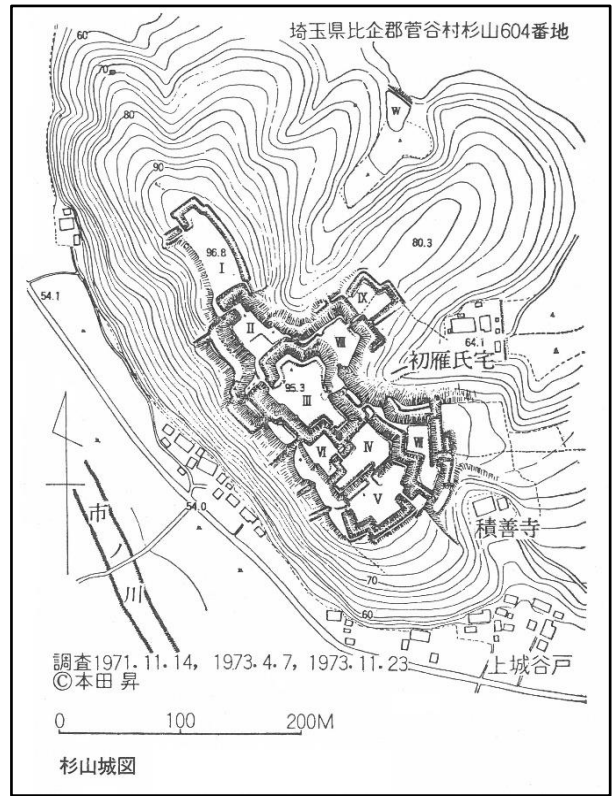 埼玉県比企郡菅谷村杉山604番地
60
70
80
90
W
96.8
I
80.3
IX
54.1
II
VIII
64.1
初雁氏宅
95.3
III
VI
IV
VII
V
積善寺
54.0
市ノ川
70
60
上城谷戸
調査1971.11.14, 1973.4.7, 1973.11.23
©本田 昇
0 100 200M
杉山城図